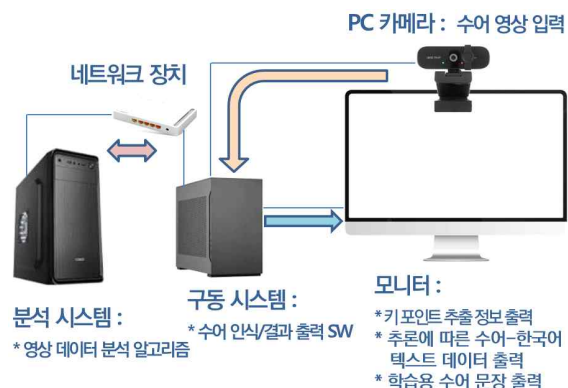 PC 카메라 : 수어 영상 입력
네트워크 장치
분석 시스템 :
* 영상 데이터 분석 알고리즘
구동 시스템 :
* 수어 인식/결과 출력 SW
모니터 :
* 키 포인트 추출 정보 출력
* 추론에 따른 수어-한국어
텍스트 데이터 출력
* 학습용 수어 문장 출력